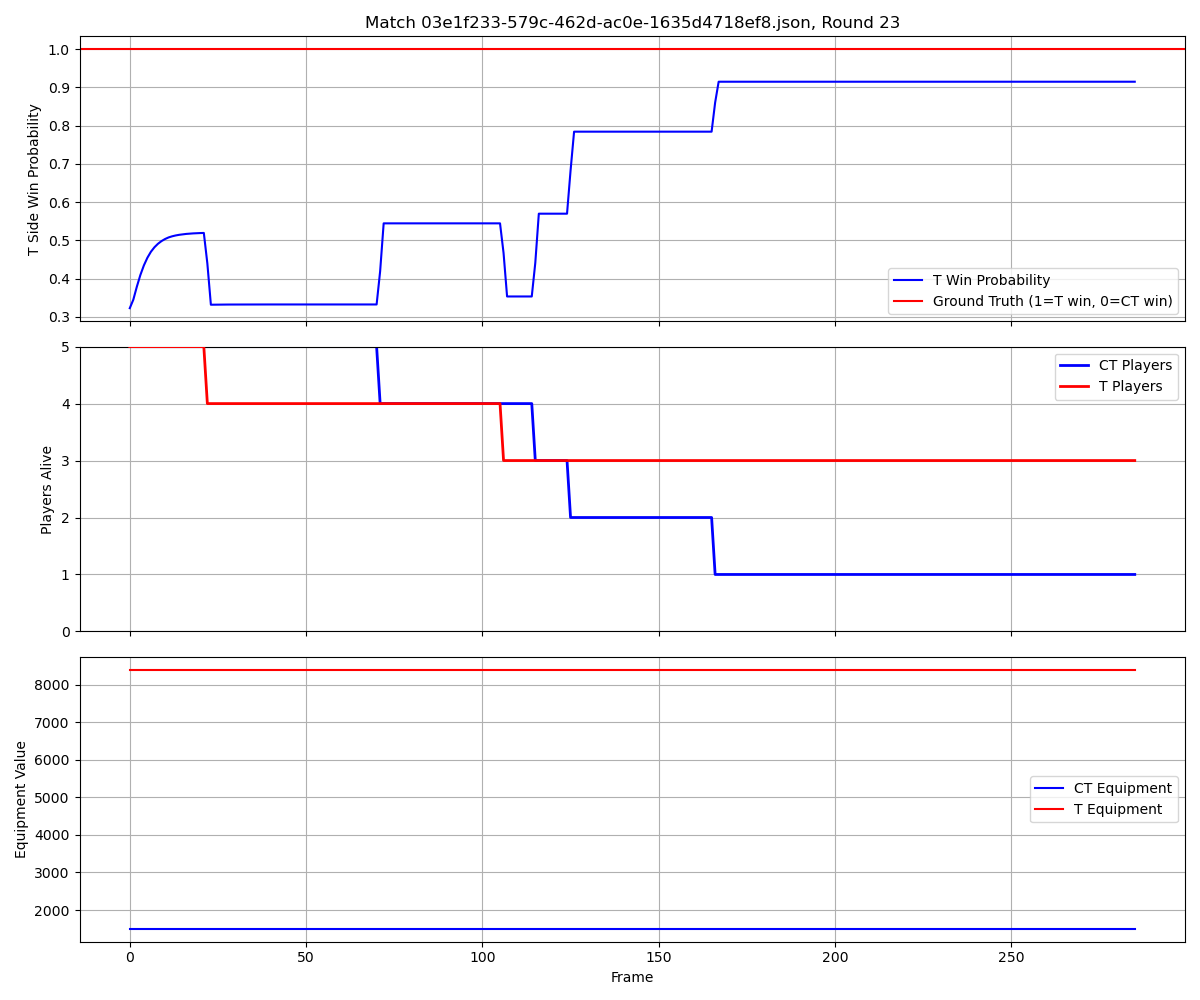 Match 03e1f233-579c-462d-ac0e-1635d4718ef8.json, Round 23
T Side Win Probability
1.0
0.9
0.8
0.7
0.6
0.5
0.4
0.3
T Win Probability
Ground Truth (1=T win, 0=CT win)
Players Alive
5
4
3
2
1
0
CT Players
T Players
Equipment Value
8000
7000
6000
5000
4000
3000
2000
CT Equipment
T Equipment
0
50
100
150
200
250
Frame